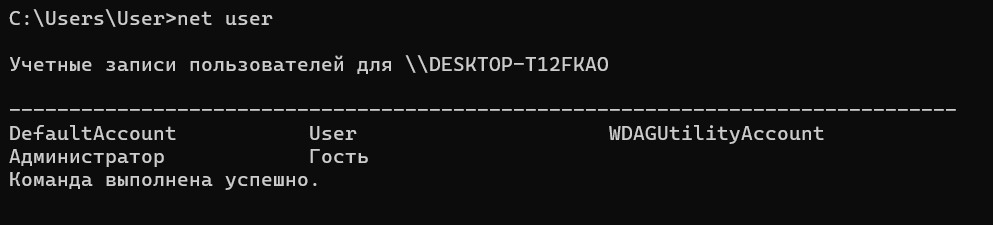 C:\Users\User>net user
Учетные записи пользователей для \\DESKTOP-T12FKAO
-------------------------------------------------------------------------------
DefaultAccount           User                     WDAGUtilityAccount
Администратор            Гость
Команда выполнена успешно.